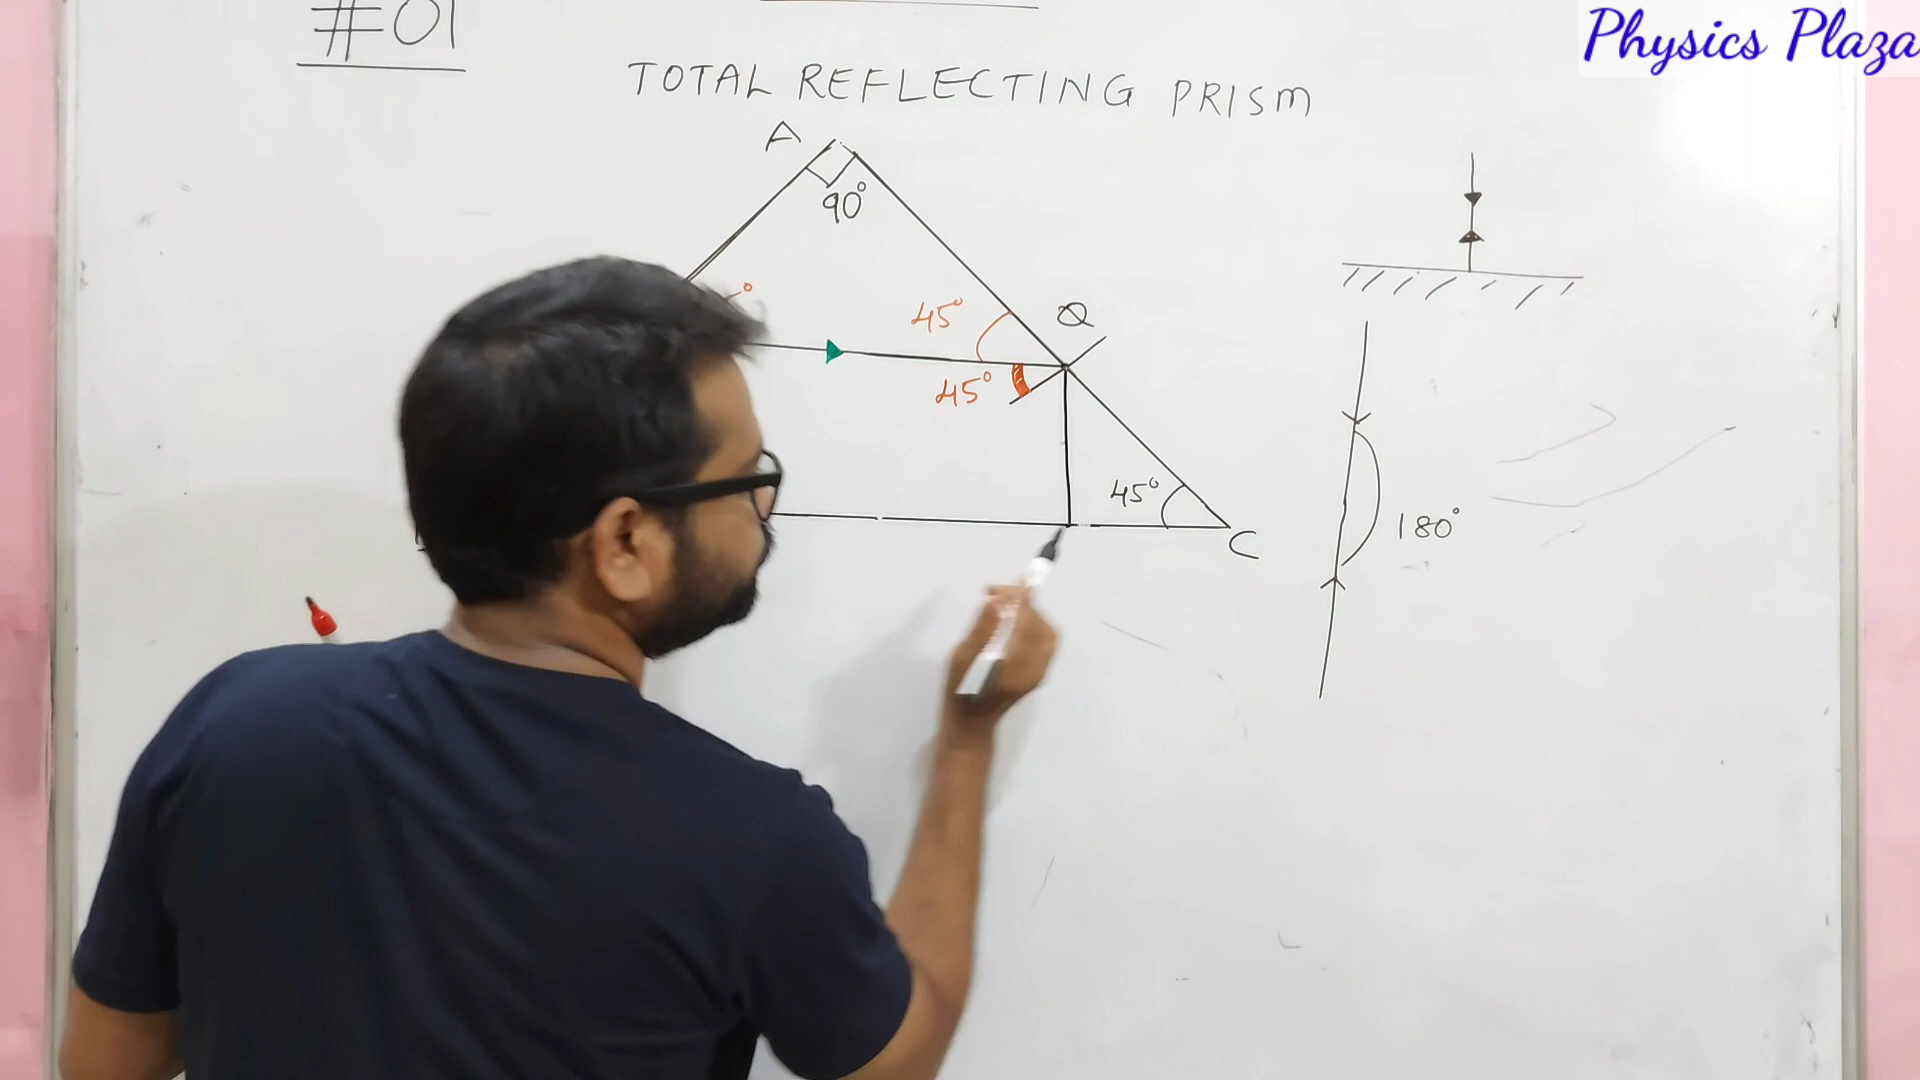 #01
Physics Plaza
TOTAL REFLECTING PRISM
A
90°
45°
Q
45°
45°
C
180°